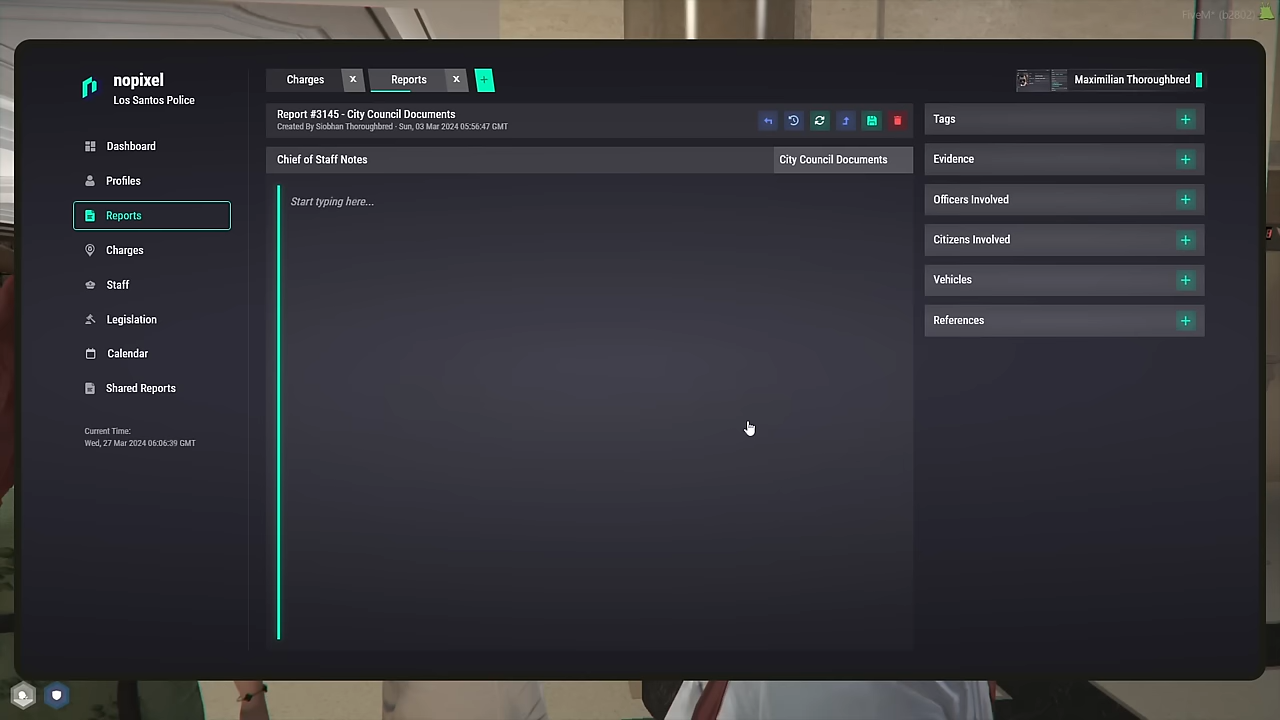 FiveM* (b2802)
nopixel
Los Santos Police
Charges x Reports x +
Maximilian Thoroughbred
Report #3145 - City Council Documents
Created By Siobhan Thoroughbred - Sun, 03 Mar 2024 05:56:47 GMT
Chief of Staff Notes
City Council Documents
Start typing here...
Dashboard
Profiles
Reports
Charges
Staff
Legislation
Calendar
Shared Reports
Current Time:
Wed, 27 Mar 2024 06:06:39 GMT
Tags +
Evidence +
Officers Involved +
Citizens Involved +
Vehicles +
References +